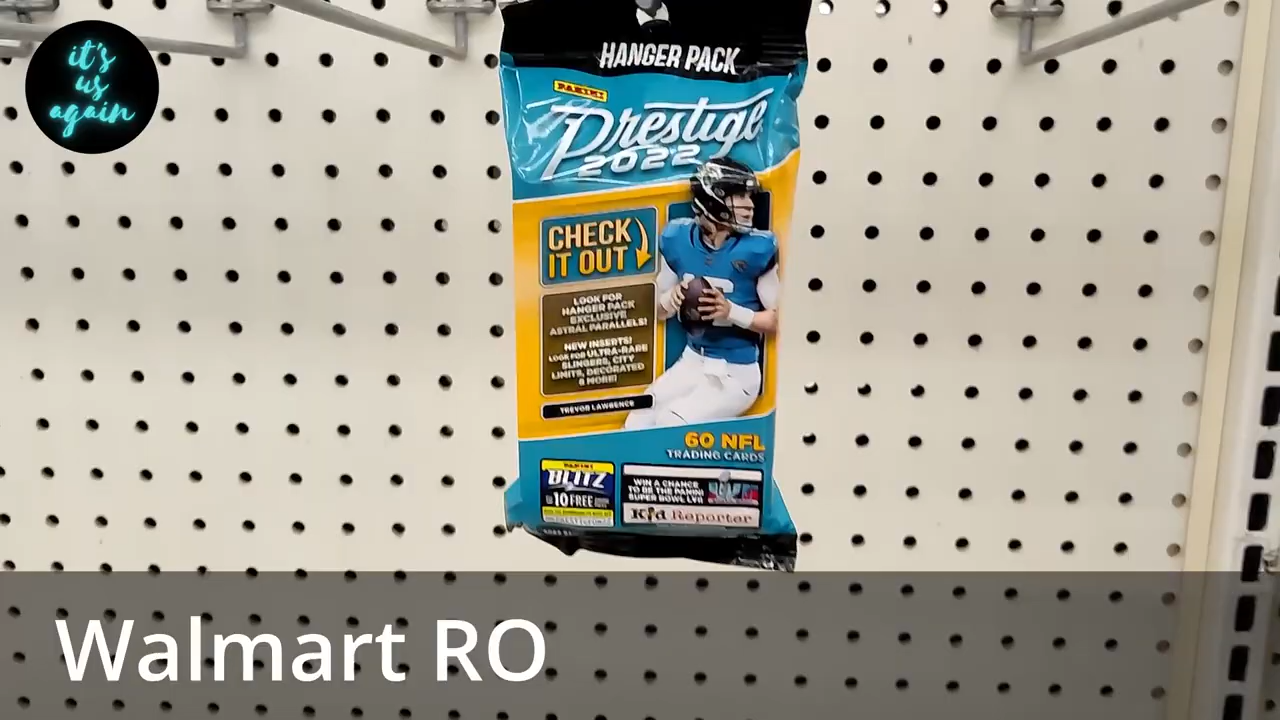 it's
us
again
HANGER PACK
PANINI
Prestige
2022
CHECK
IT OUT
LOOK FOR
HANGER PACK
EXCLUSIVE
ASTRAL PARALLELS!
NEW INSERTS!
LOOK FOR ULTRA-RARE
SLINGERS, CITY
LIMITS, DECORATED
& MORE!
TREVOR LAWRENCE
60 NFL
TRADING CARDS
PANINI
BLITZ
10 FREE
WIN A CHANCE
TO BE THE PANINI
SUPER BOWL LVII
Kid Reporter
Walmart RO